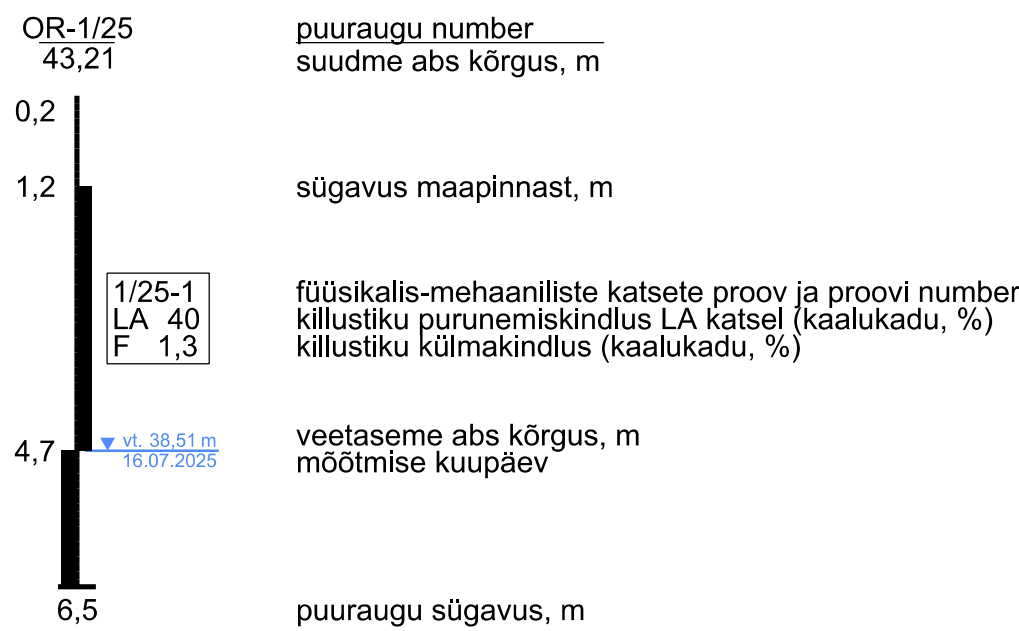 OR-1/25 puuraugu number
43,21 suudme abs kõrgus, m
0,2
1,2 sügavus maapinnast, m
1/25-1 füüsikalis-mehaaniliste katsete proov ja proovi number
LA 40 killustiku purunemiskindlus LA katsel (kaalukadu, %)
F 1,3 killustiku külmakindlus (kaalukadu, %)
4,7 vt. 38,51 m veetaseme abs kõrgus, m
16.07.2025 mõõtmise kuupäev
6,5 puuraugu sügavus, m